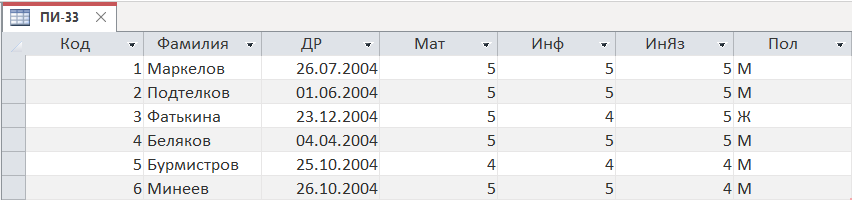 ПИ-33
Код Фамилия ДР Мат Инф ИнЯз Пол
1 Маркелов 26.07.2004 5 5 5 М
2 Подтелков 01.06.2004 5 5 5 М
3 Фатькина 23.12.2004 5 4 5 Ж
4 Беляков 04.04.2004 5 5 5 М
5 Бурмистров 25.10.2004 4 4 4 М
6 Минеев 26.10.2004 5 5 4 М